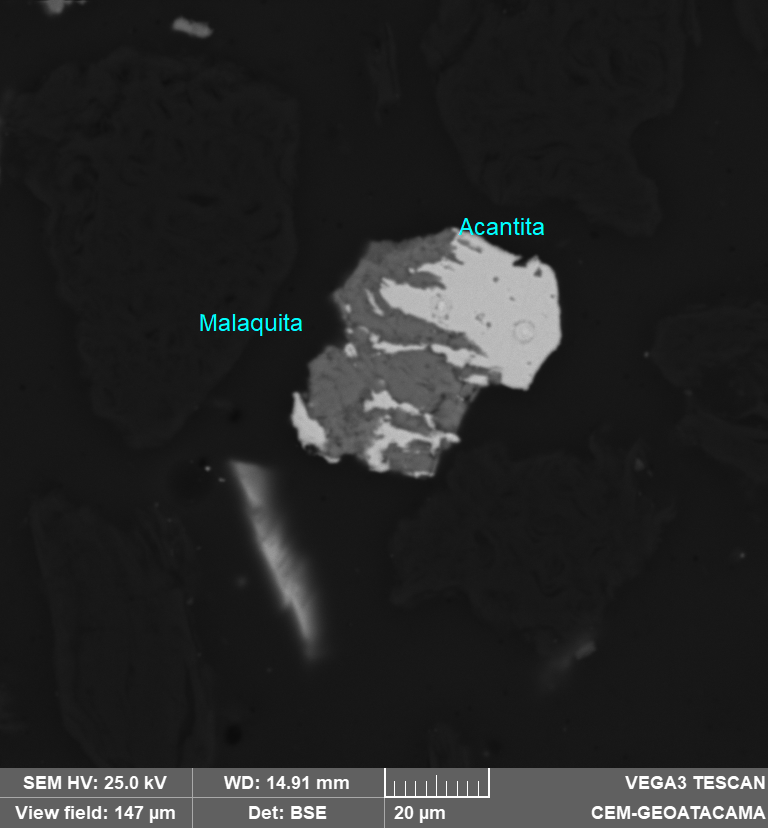 Acantita
Malaquita
SEM HV: 25.0 kV
WD: 14.91 mm
VEGA3 TESCAN
View field: 147 µm
Det: BSE
20 µm
CEM-GEOATACAMA